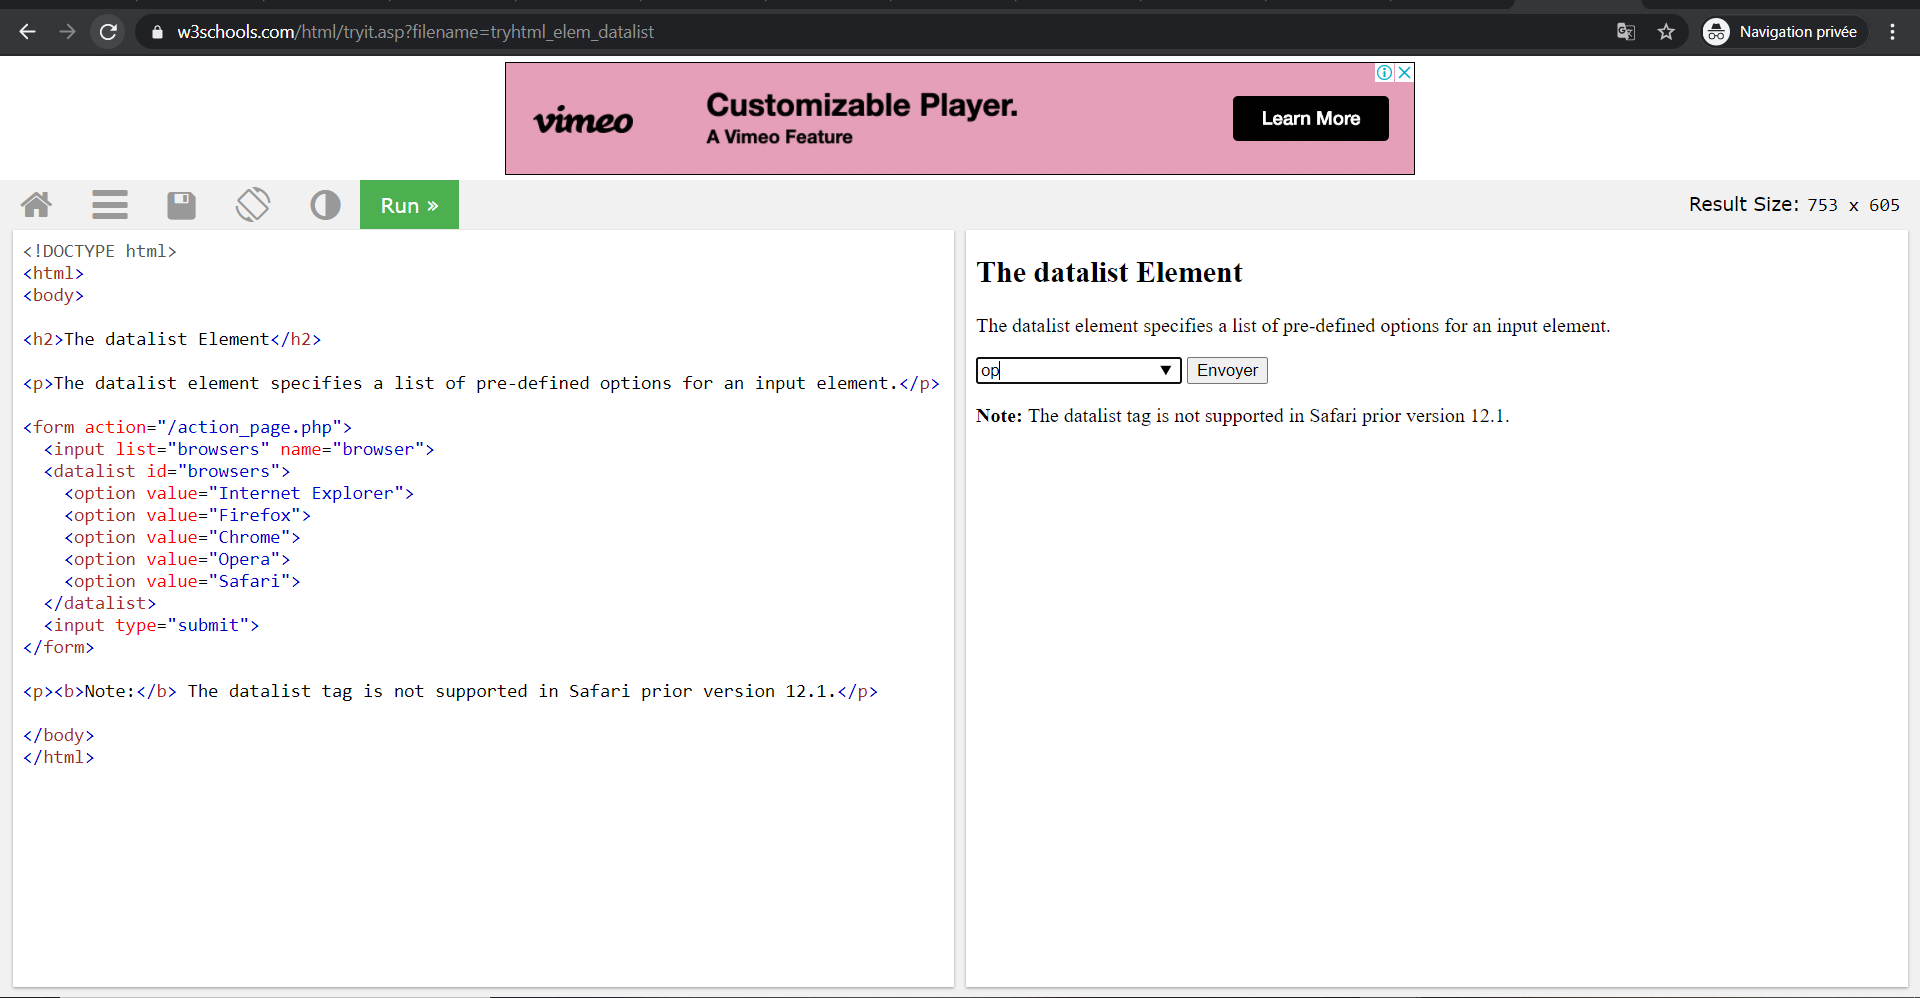 w3schools.com/html/tryit.asp?filename=tryhtml_elem_datalist
Navigation privée
vimeo
Customizable Player.
A Vimeo Feature
Learn More
Run »
Result Size: 753 x 605
<!DOCTYPE html>
<html>
<body>
<h2>The datalist Element</h2>
<p>The datalist element specifies a list of pre-defined options for an input element.</p>
<form action="/action_page.php">
<input list="browsers" name="browser">
<datalist id="browsers">
<option value="Internet Explorer">
<option value="Firefox">
<option value="Chrome">
<option value="Opera">
<option value="Safari">
</datalist>
<input type="submit">
</form>
<p><b>Note:</b> The datalist tag is not supported in Safari prior version 12.1.</p>
</body>
</html>
The datalist Element
The datalist element specifies a list of pre-defined options for an input element.
op
Envoyer
Note: The datalist tag is not supported in Safari prior version 12.1.